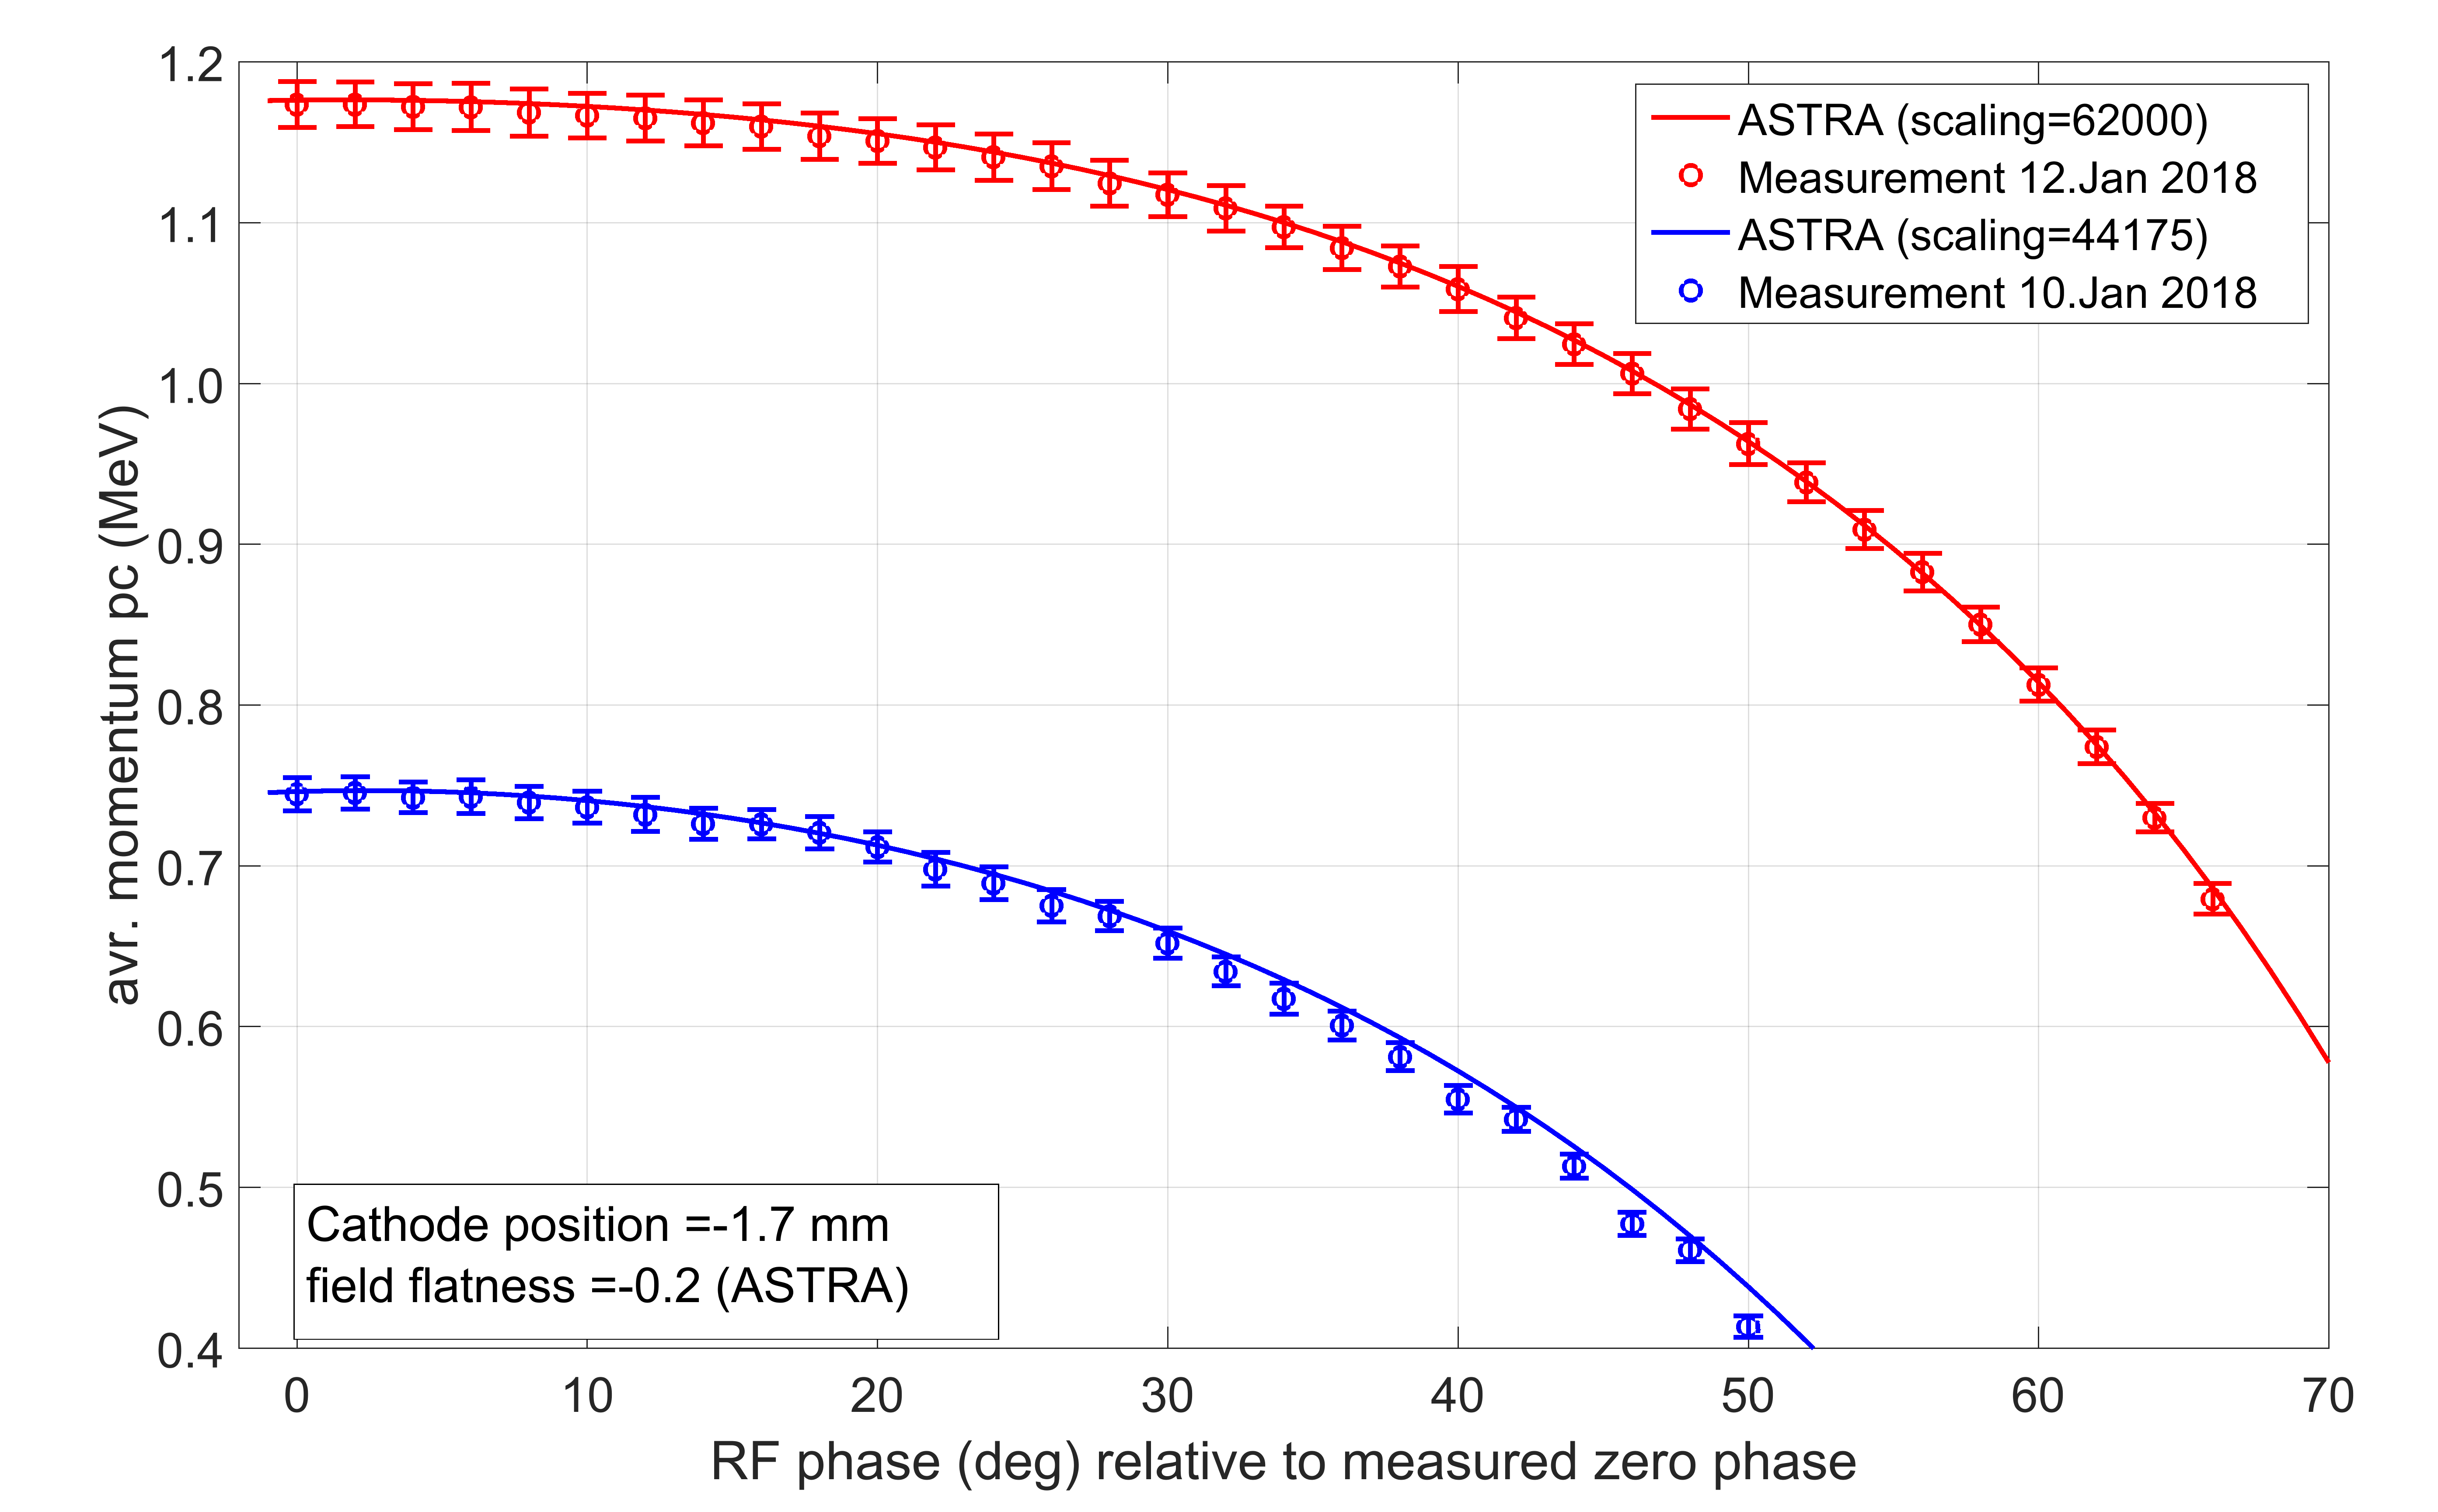 1.2
1.1
1.0
0.9
0.8
0.7
0.6
0.5
0.4
avr. momentum pc (MeV)
ASTRA (scaling=62000)
Measurement 12.Jan 2018
ASTRA (scaling=44175)
Measurement 10.Jan 2018
Cathode position =-1.7 mm
field flatness =-0.2 (ASTRA)
0 10 20 30 40 50 60 70
RF phase (deg) relative to measured zero phase